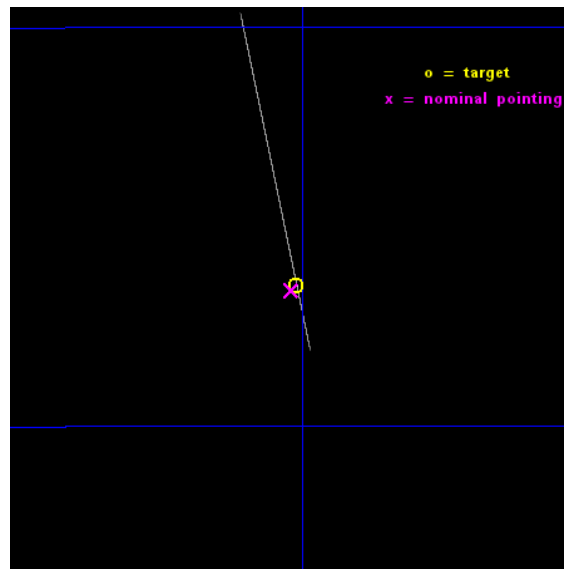 o = target
x = nominal pointing